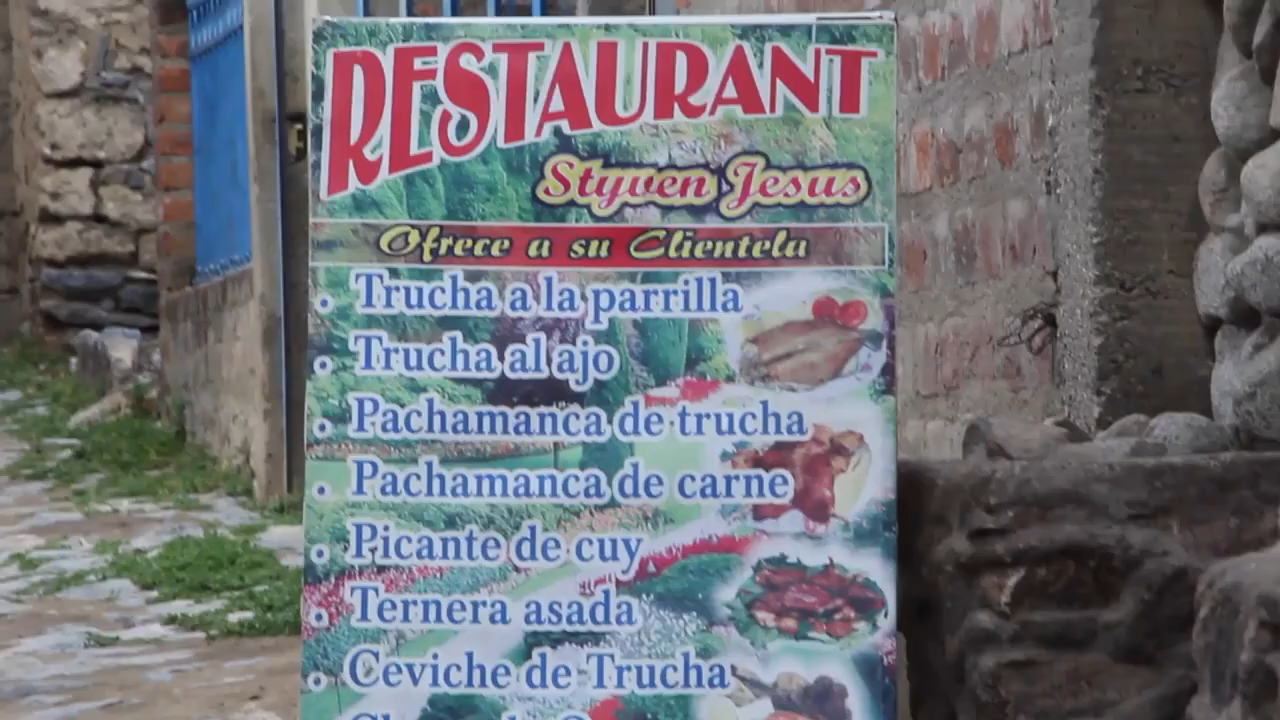 RESTAURANT
Styven Jesus
Ofrece a su Clientela
. Trucha a la parrilla
. Trucha al ajo
. Pachamanca de trucha
. Pachamanca de carne
. Picante de cuy
. Ternera asada
. Ceviche de Trucha